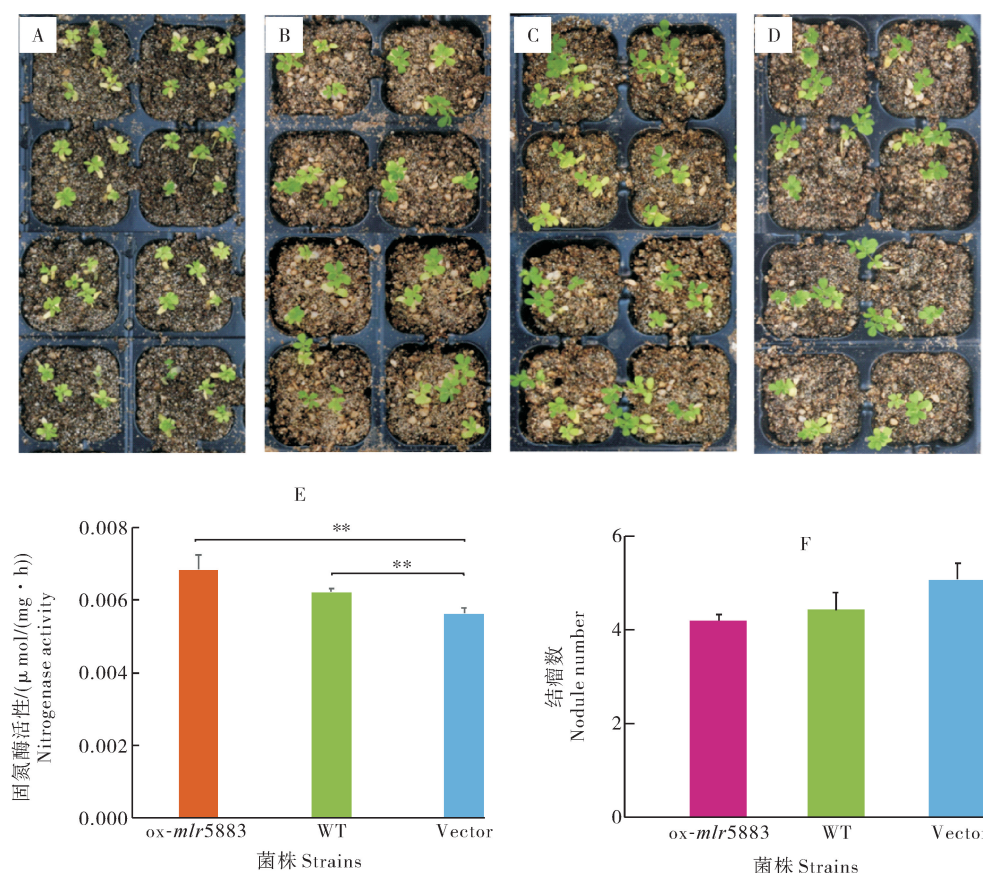 A
B
C
D
E
0.008
0.006
0.004
0.002
0.000
**
**
固氮酶活性/(μmol/(mg·h))
Nitrogenase activity
ox-mlr5883
WT
Vector
菌株 Strains
F
6
4
2
0
结瘤数
Nodule number
ox-mlr5883
WT
Vector
菌株 Strains